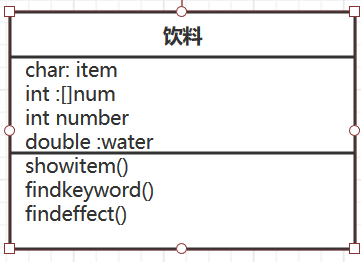 饮料
char: item
int :[]num
int number
double :water
showitem()
findkeyword()
findeffect()